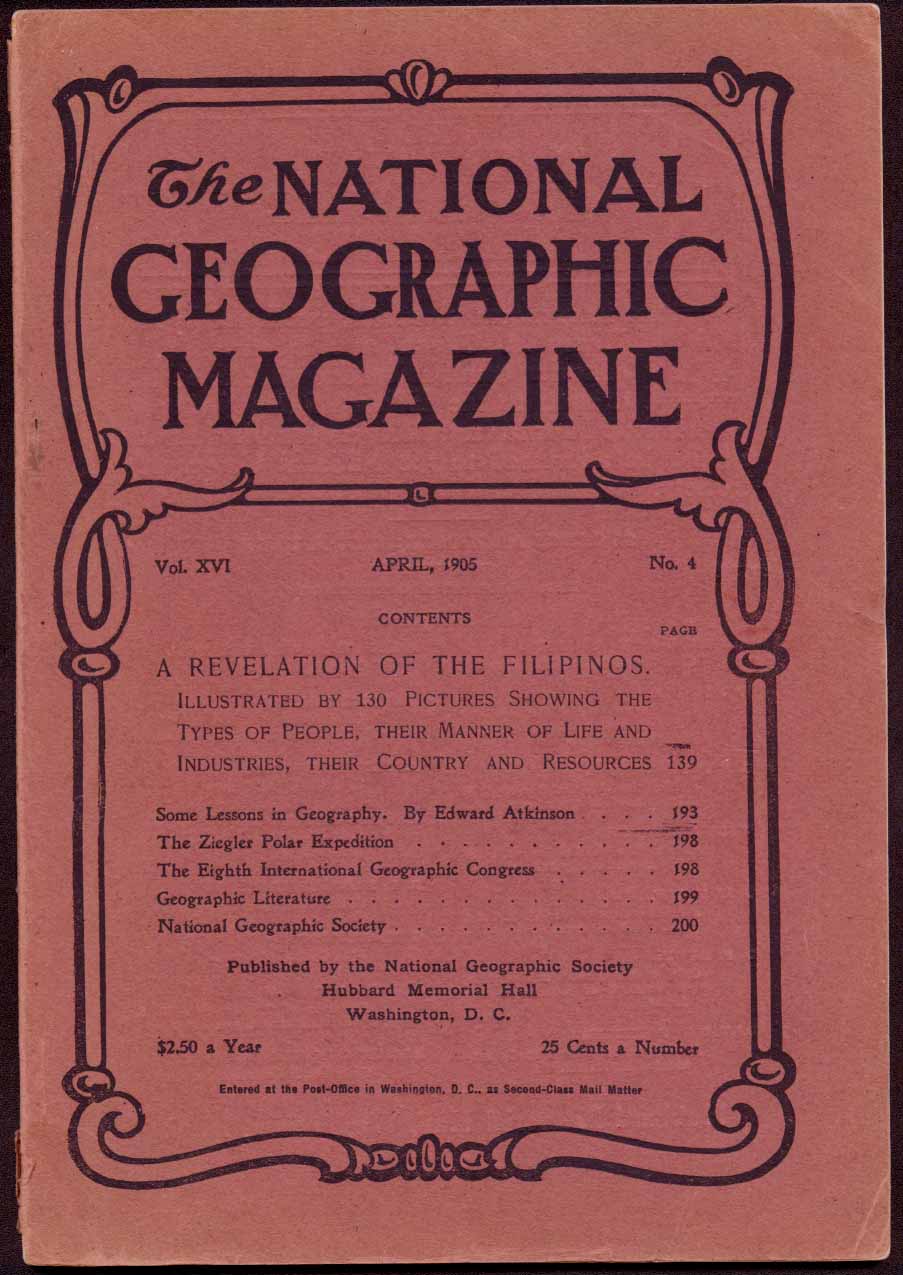 The NATIONAL
GEOGRAPHIC
MAGAZINE
Vol. XVI APRIL, 1905 No. 4
CONTENTS
PAGE
A REVELATION OF THE FILIPINOS.
ILLUSTRATED BY 130 PICTURES SHOWING THE
TYPES OF PEOPLE, THEIR MANNER OF LIFE AND
INDUSTRIES, THEIR COUNTRY AND RESOURCES 139
Some Lessons in Geography. By Edward Atkinson . . . . 193
The Ziegler Polar Expedition . . . . . . . . . . . 198
The Eighth International Geographic Congress . . . . . 198
Geographic Literature . . . . . . . . . . . . . . 199
National Geographic Society . . . . . . . . . . . . 200
Published by the National Geographic Society
Hubbard Memorial Hall
Washington, D. C.
$2.50 a Year 25 Cents a Number
Entered at the Post-Office in Washington, D. C., as Second-Class Mail Matter